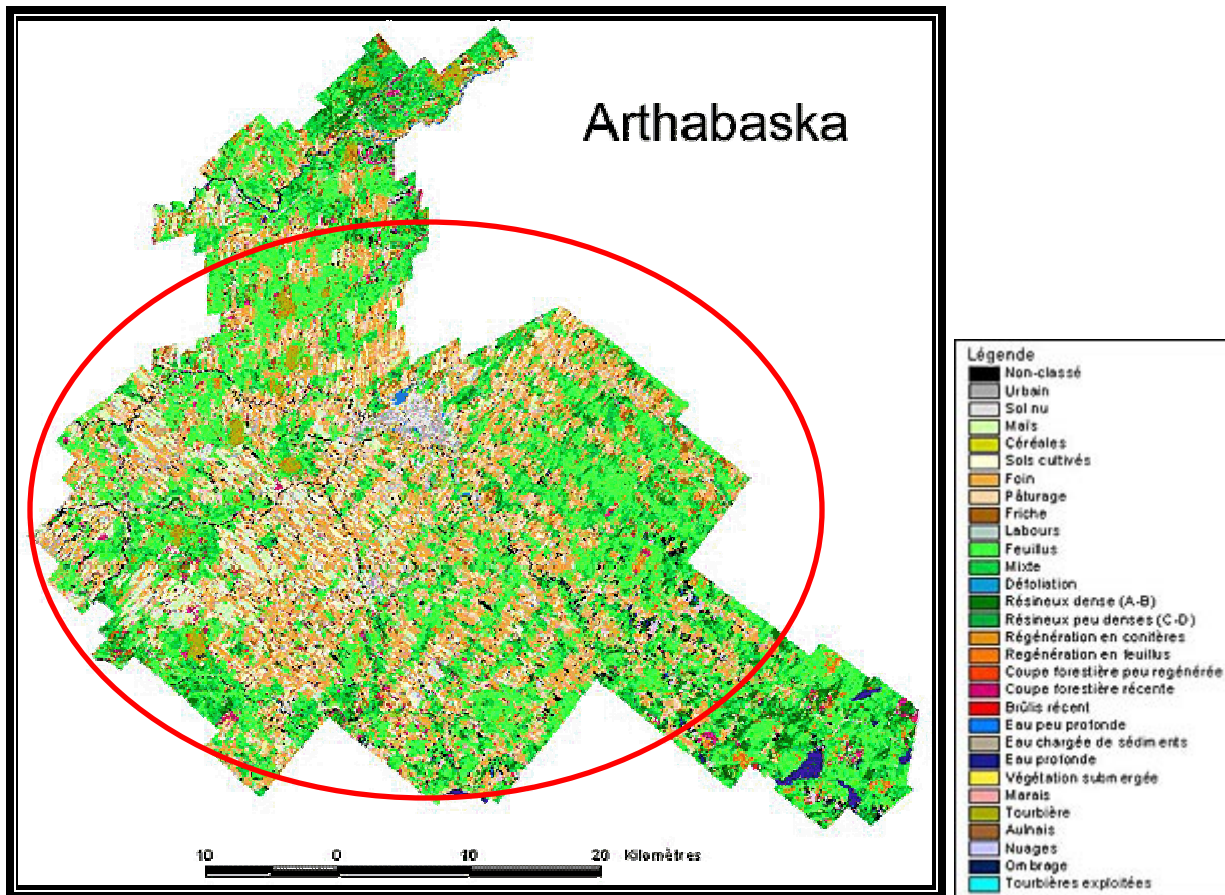 Arthabaska
10 0 10 20 Kilomètres
Légende
Non-classé
Urbain
Sol nu
Maïs
Céréales
Sols cultivés
Foin
Pâturage
Friche
Labours
Feuillus
Mixte
Défoliation
Résineux dense (A-B)
Résineux peu denses (C-D)
Régénération en conifères
Regénération en feuillus
Coupe forestière peu regénérée
Coupe forestière récente
Brûlis récent
Eau peu profonde
Eau chargée de sédiments
Eau profonde
Végétation submergée
Marais
Tourbière
Aulnais
Nuages
Ombrage
Tourbières exploitées